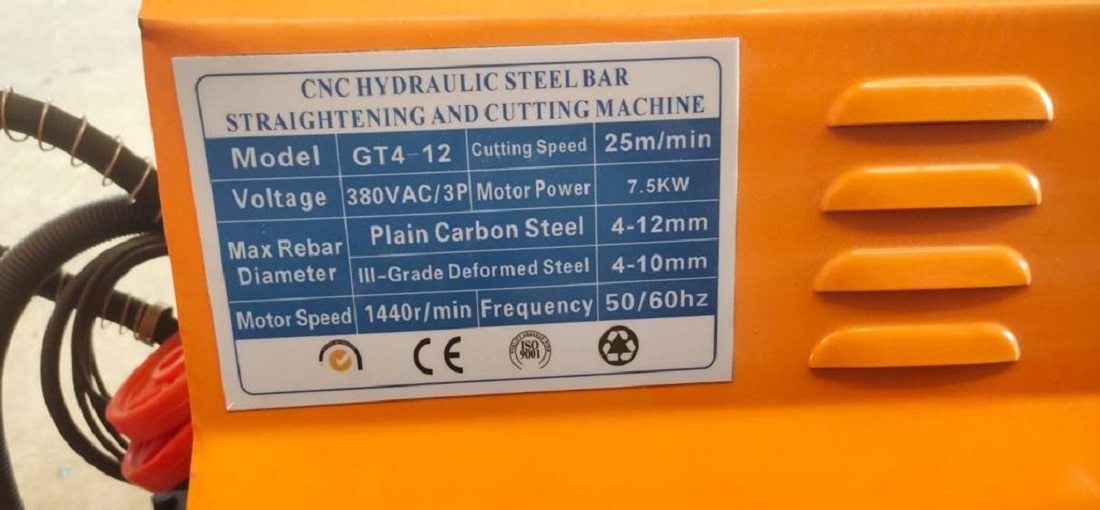 CNC HYDRAULIC STEEL BAR
STRAIGHTENING AND CUTTING MACHINE
Model GT4-12 Cutting Speed 25m/min
Voltage 380VAC/3P Motor Power 7.5KW
Max Rebar Diameter Plain Carbon Steel 4-12mm
III-Grade Deformed Steel 4-10mm
Motor Speed 1440r/min Frequency 50/60hz
CE ISO 9001